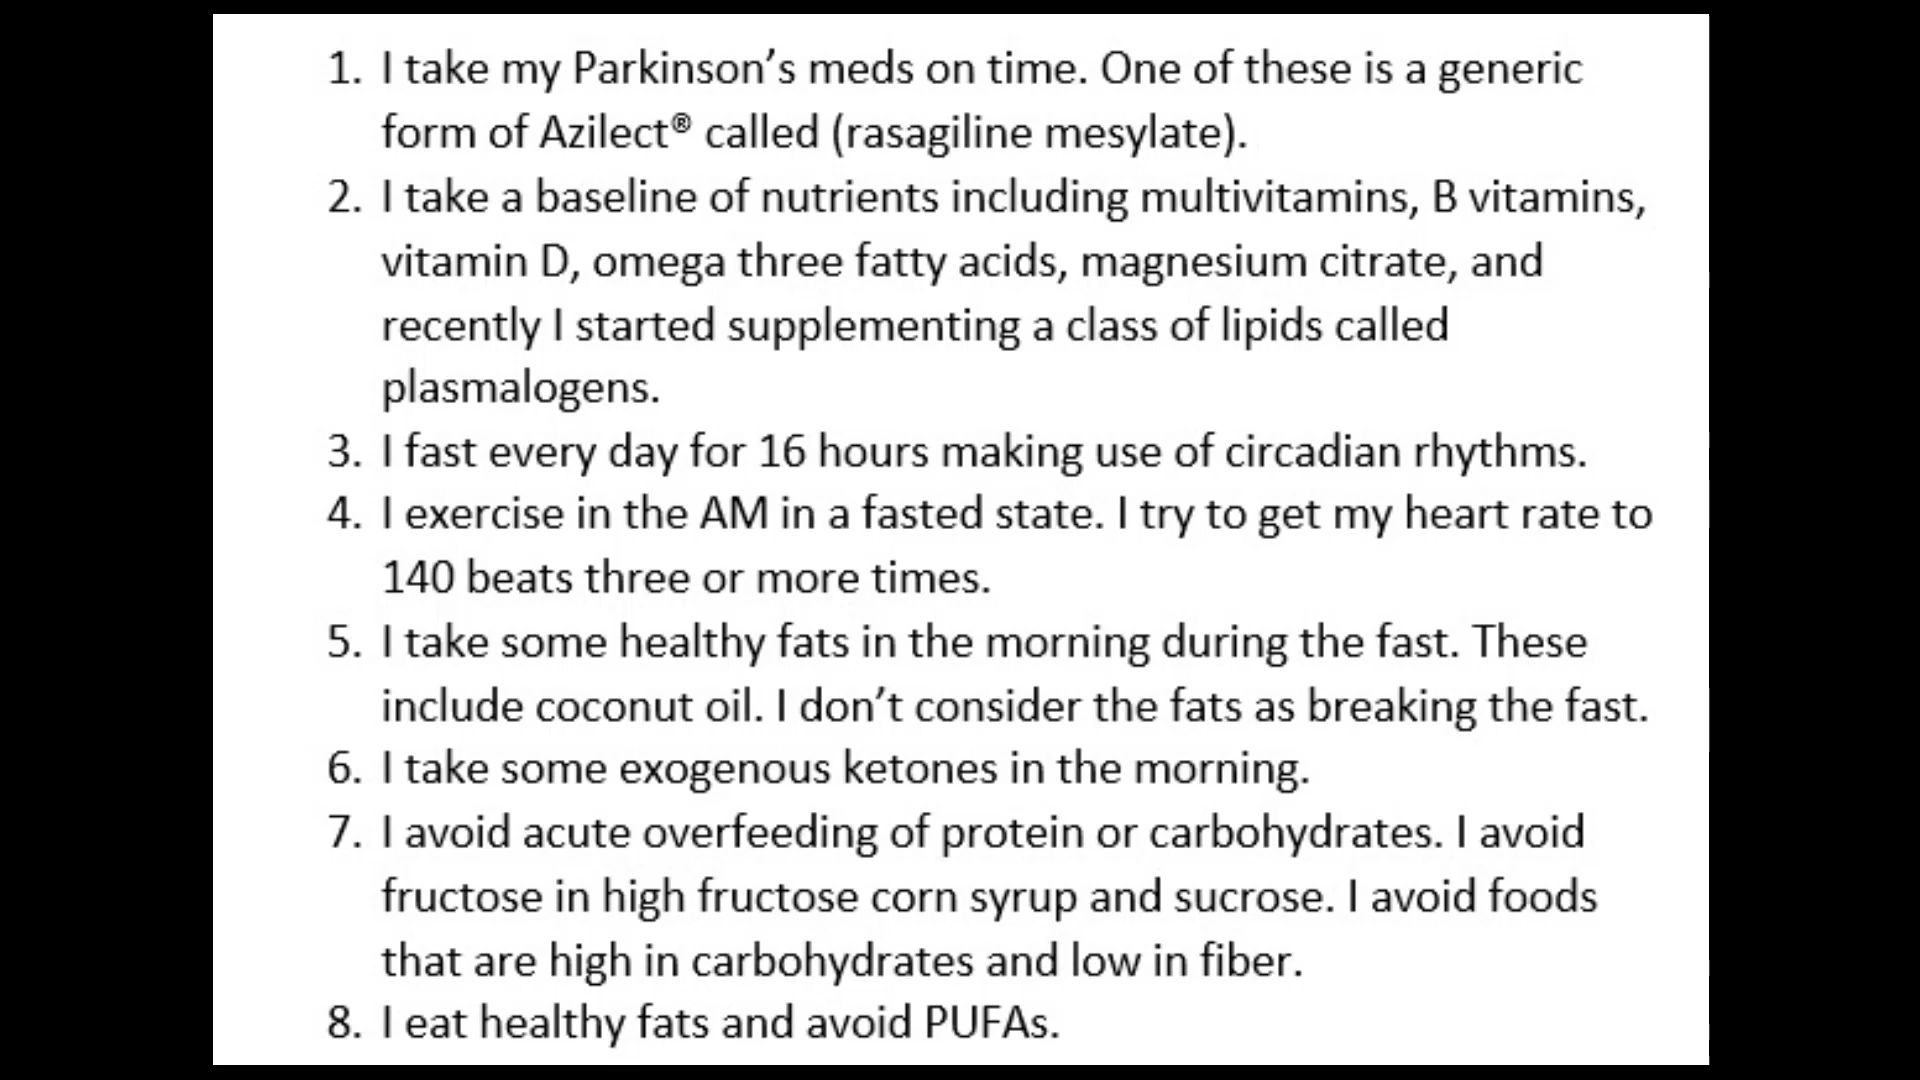 1. I take my Parkinson’s meds on time. One of these is a generic
form of Azilect® called (rasagiline mesylate).
2. I take a baseline of nutrients including multivitamins, B vitamins,
vitamin D, omega three fatty acids, magnesium citrate, and
recently I started supplementing a class of lipids called
plasmalogens.
3. I fast every day for 16 hours making use of circadian rhythms.
4. I exercise in the AM in a fasted state. I try to get my heart rate to
140 beats three or more times.
5. I take some healthy fats in the morning during the fast. These
include coconut oil. I don’t consider the fats as breaking the fast.
6. I take some exogenous ketones in the morning.
7. I avoid acute overfeeding of protein or carbohydrates. I avoid
fructose in high fructose corn syrup and sucrose. I avoid foods
that are high in carbohydrates and low in fiber.
8. I eat healthy fats and avoid PUFAs.